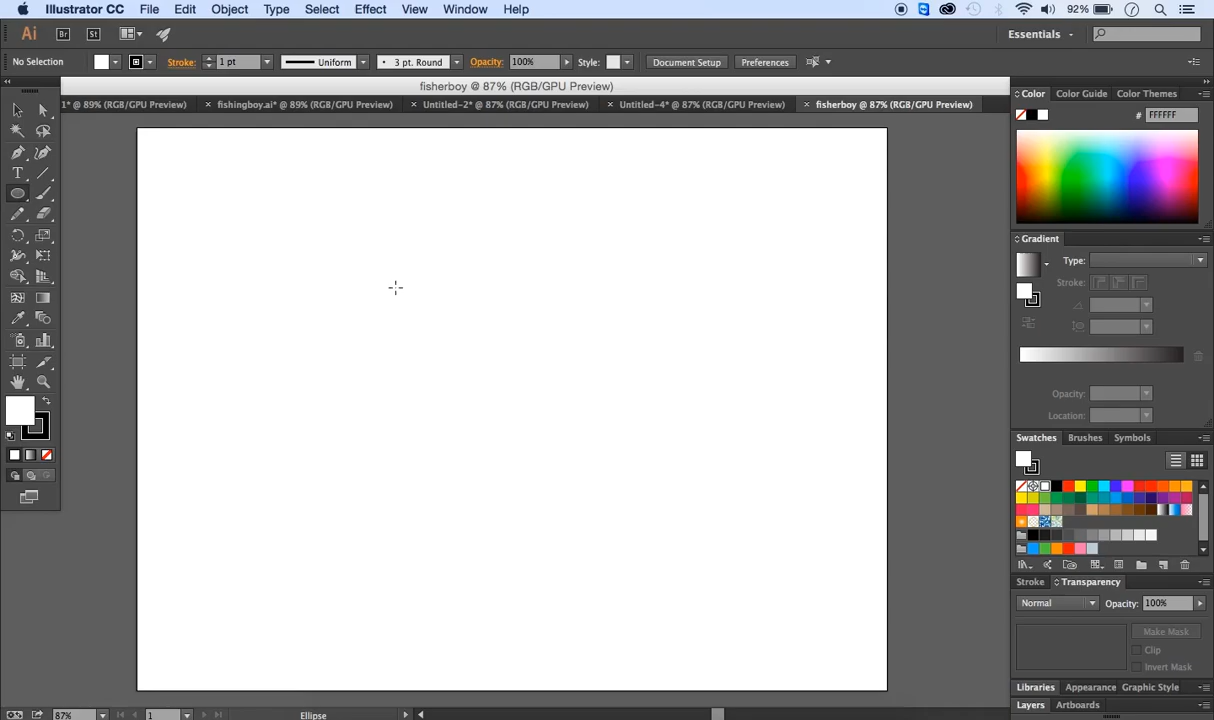 Illustrator CC File Edit Object Type Select Effect View Window Help 92%
Ai Br St Essentials
No Selection Stroke: 1 pt Uniform 3 pt. Round Opacity: 100% Style: Document Setup Preferences
fisherboy @ 87% (RGB/GPU Preview)
1* @ 89% (RGB/GPU Preview) × fishingboy.ai* @ 89% (RGB/GPU Preview) × Untitled-2* @ 87% (RGB/GPU Preview) × Untitled-4* @ 87% (RGB/GPU Preview) × fisherboy @ 87% (RGB/GPU Preview)
Color Color Guide Color Themes
# FFFFFF
T
Gradient
Type:
Stroke:
Opacity:
Location:
Swatches Brushes Symbols
Stroke Transparency
Normal Opacity: 100%
Make Mask
Clip
Invert Mask
Libraries Appearance Graphic Style
Layers Artboards
87% 1 Ellipse